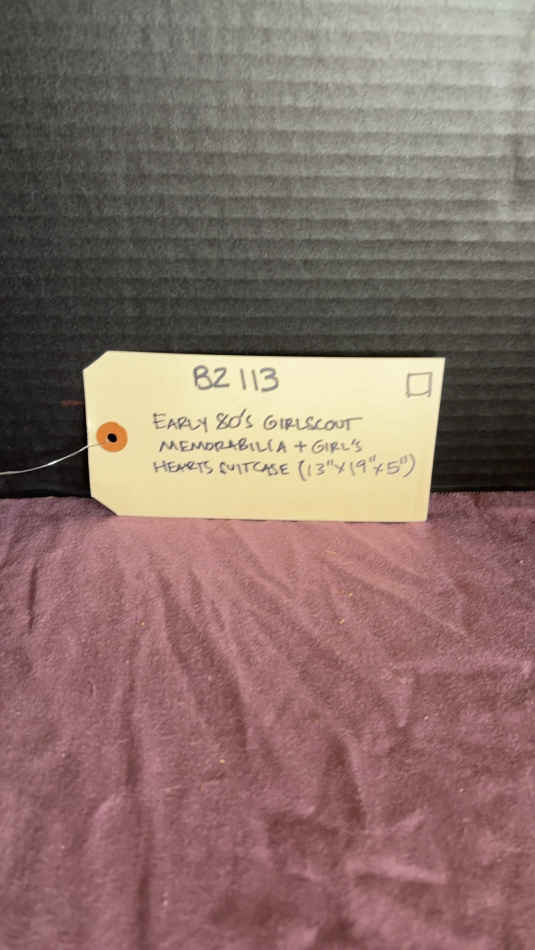 BZ 113
EARLY 80'S GIRLSCOUT
MEMORABILIA + GIRL'S
HEARTS SUITCASE (13"X19"X5")